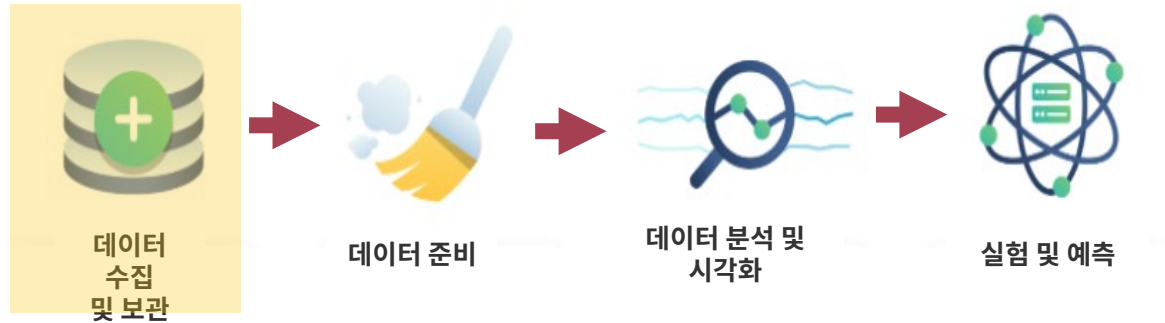 데이터
수집
및 보관
데이터 준비
데이터 분석 및
시각화
실험 및 예측